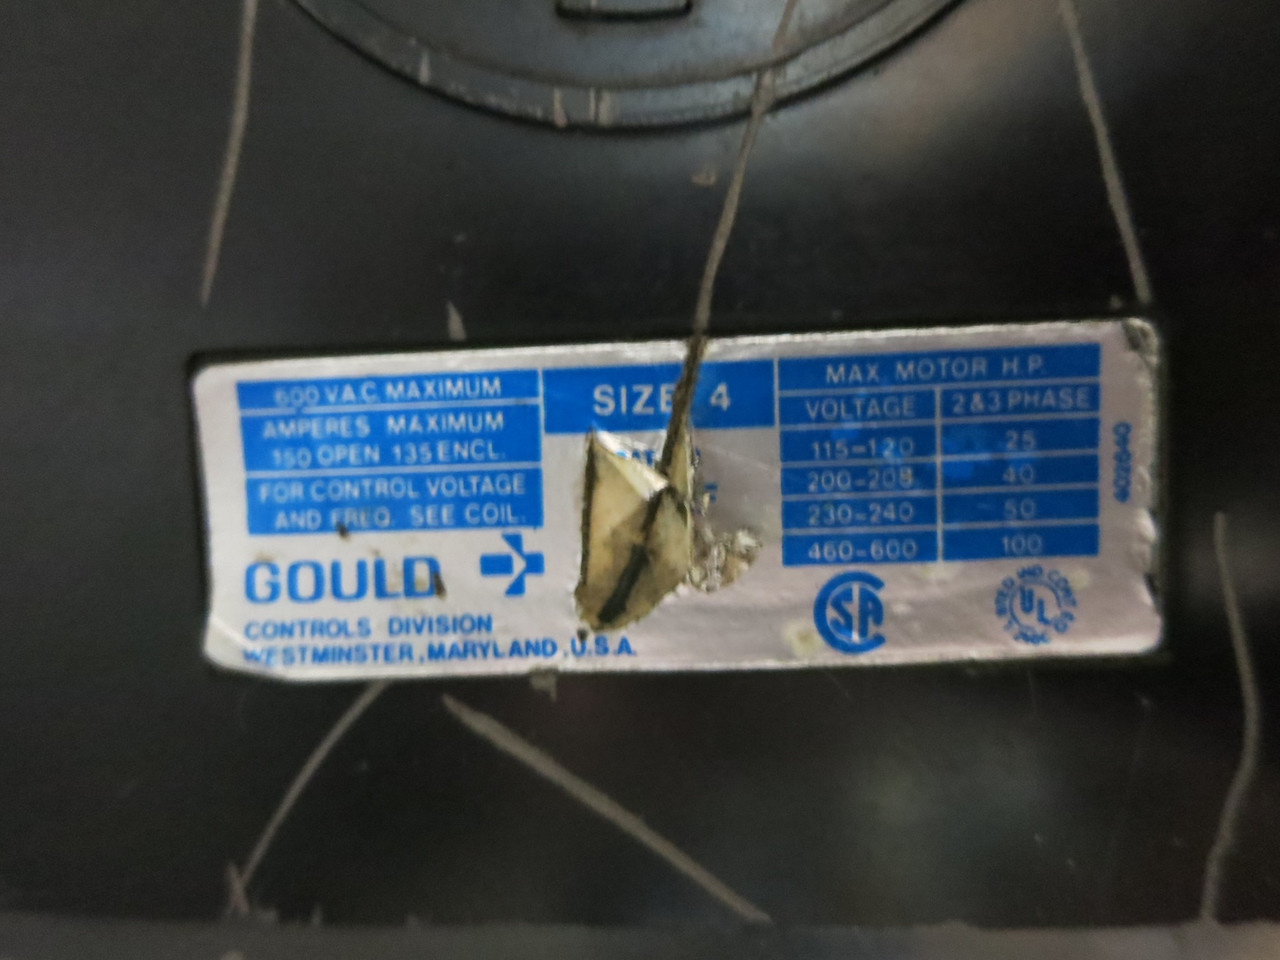 600 V.A.C. MAXIMUM
AMPERES MAXIMUM
150 OPEN 135 ENCL.
FOR CONTROL VOLTAGE
AND FREQ. SEE COIL.
GOULD
CONTROLS DIVISION
WESTMINSTER, MARYLAND, U.S.A.
SIZE 4
MAX MOTOR H.P.
VOLTAGE 2 & 3 PHASE
115-120 25
200-208 40
230-240 50
460-600 100
SA
UL